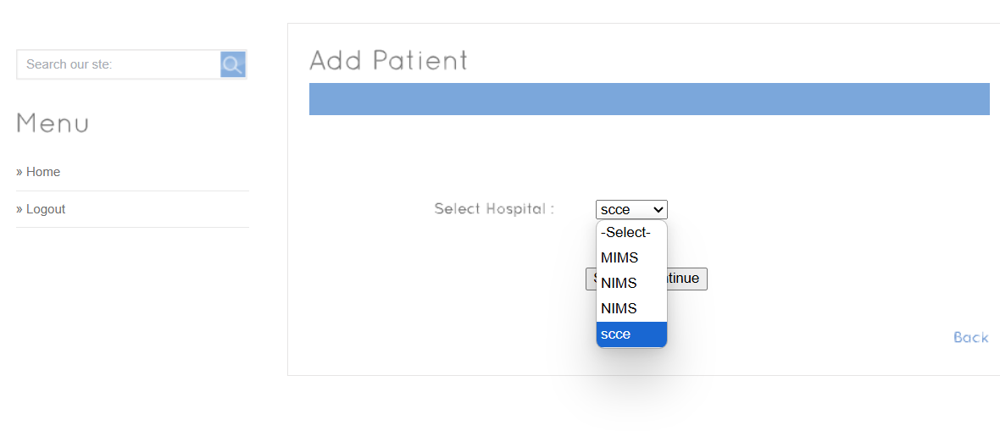 Search our ste:
Menu
» Home
» Logout
Add Patient
Select Hospital :
scce
-Select-
MIMS
NIMS
NIMS
scce
Back